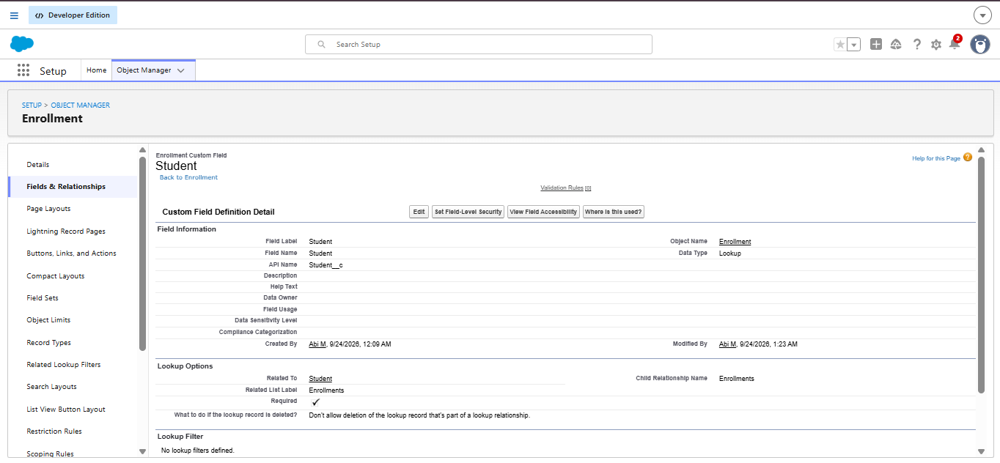 Developer Edition
Search Setup
2
Setup
Home
Object Manager
SETUP > OBJECT MANAGER
Enrollment
Details
Fields & Relationships
Page Layouts
Lightning Record Pages
Buttons, Links, and Actions
Compact Layouts
Field Sets
Object Limits
Record Types
Related Lookup Filters
Search Layouts
List View Button Layout
Restriction Rules
Scoping Rules
Enrollment Custom Field
Student
Back to Enrollment
Help for this Page ?
Validation Rules [0]
Custom Field Definition Detail Edit Set Field-Level Security View Field Accessibility Where is this used?
Field Information
Field Label Student Object Name Enrollment
Field Name Student Data Type Lookup
API Name Student__c
Description
Help Text
Data Owner
Field Usage
Data Sensitivity Level
Compliance Categorization
Created By Abi M, 9/24/2026, 12:09 AM Modified By Abi M, 9/24/2026, 1:23 AM
Lookup Options
Related To Student Child Relationship Name Enrollments
Related List Label Enrollments
Required ✓
What to do if the lookup record is deleted? Don't allow deletion of the lookup record that's part of a lookup relationship.
Lookup Filter
No lookup filters defined.